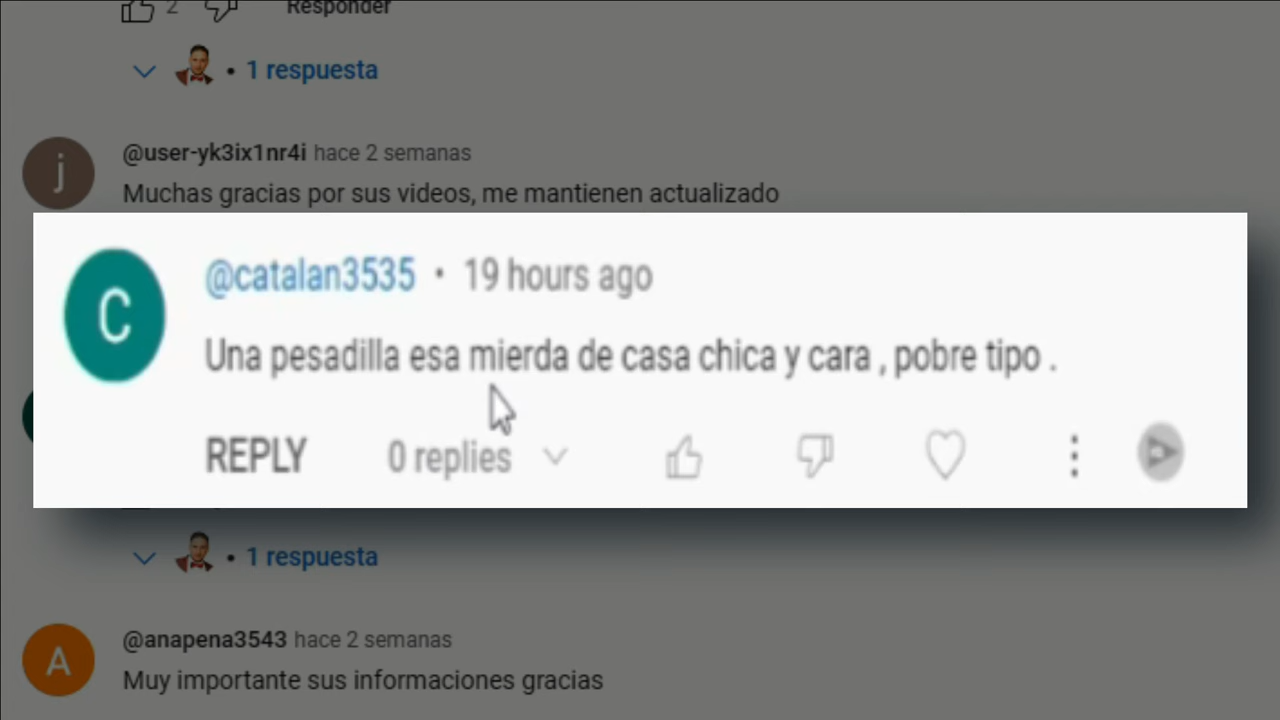 2 Responder
• 1 respuesta
j
@user-yk3ix1nr4i hace 2 semanas
Muchas gracias por sus videos, me mantienen actualizado
C
@catalan3535 • 19 hours ago
Una pesadilla esa mierda de casa chica y cara , pobre tipo .
REPLY 0 replies
• 1 respuesta
A
@anapena3543 hace 2 semanas
Muy importante sus informaciones gracias